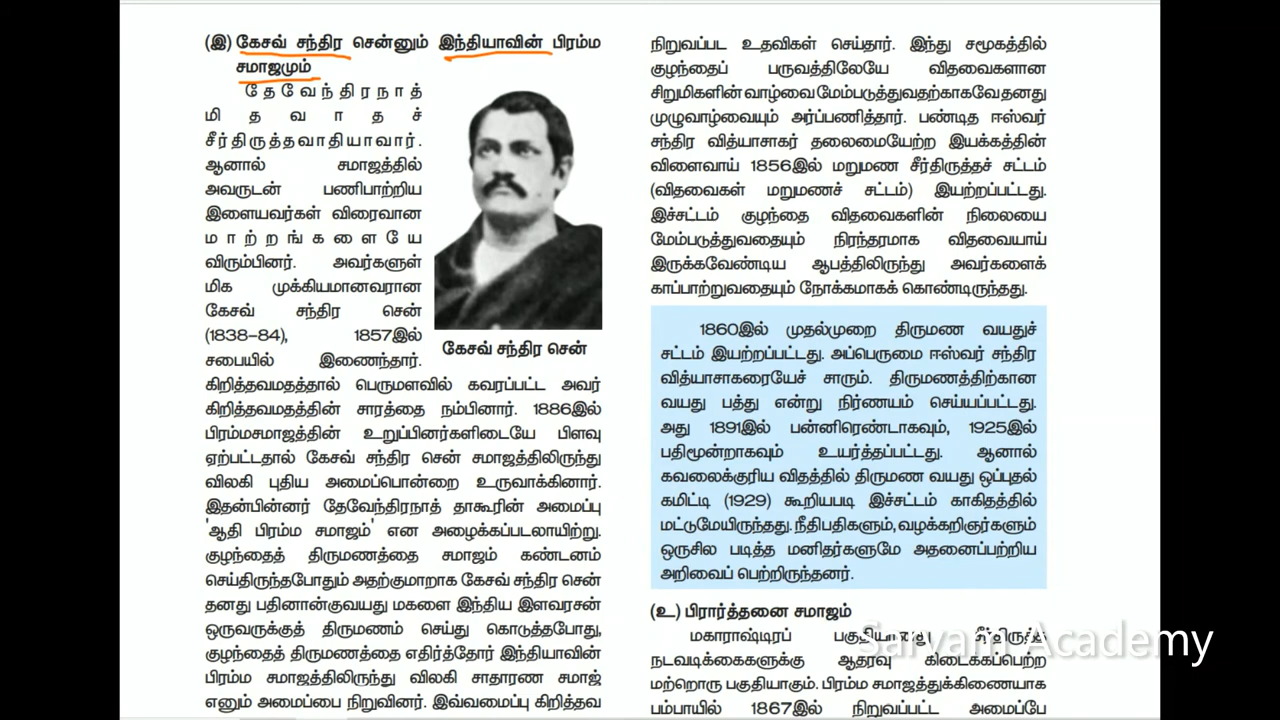 (இ) கேசவ் சந்திர சென்னும் இந்தியாவின் பிரம்ம
சமாஜமும்
தேவேந்திரநாத்
மிதவாதச்
சீர்திருத்தவாதியாவார்.
ஆனால் சமாஜத்தில்
அவருடன் பணிபாற்றிய
இளையவர்கள் விரைவான
மாற்றங்களையே
விரும்பினர். அவர்களுள்
மிக முக்கியமானவரான
கேசவ் சந்திர சென்
(1838–84), 1857இல்
சபையில் இணைந்தார்.
கேசவ் சந்திர சென்
கிறித்தவமதத்தால் பெருமளவில் கவரப்பட்ட அவர்
கிறித்தவமதத்தின் சாரத்தை நம்பினார். 1886இல்
பிரம்மசமாஜத்தின் உறுப்பினர்களிடையே பிளவு
ஏற்பட்டதால் கேசவ் சந்திர சென் சமாஜத்திலிருந்து
விலகி புதிய அமைப்பொன்றை உருவாக்கினார்.
இதன்பின்னர் தேவேந்திரநாத் தாகூரின் அமைப்பு
'ஆதி பிரம்ம சமாஜம்' என அழைக்கப்படலாயிற்று.
குழந்தைத் திருமணத்தை சமாஜம் கண்டனம்
செய்திருந்தபோதும் அதற்குமாறாக கேசவ் சந்திர சென்
தனது பதினான்குவயது மகளை இந்திய இளவரசன்
ஒருவருக்குத் திருமணம் செய்து கொடுத்தபோது,
குழந்தைத் திருமணத்தை எதிர்த்தோர் இந்தியாவின்
பிரம்ம சமாஜத்திலிருந்து விலகி சாதாரண சமாஜ்
எனும் அமைப்பை நிறுவினர். இவ்வமைப்பு கிறித்தவ
நிறுவப்பட உதவிகள் செய்தார். இந்து சமூகத்தில்
குழந்தைப் பருவத்திலேயே விதவைகளான
சிறுமிகளின் வாழ்வை மேம்படுத்துவதற்காகவே தனது
முழுவாழ்வையும் அர்ப்பணித்தார். பண்டித ஈஸ்வர்
சந்திர வித்யாசாகர் தலைமையேற்ற இயக்கத்தின்
விளைவாய் 1856இல் மறுமண சீர்திருத்தச் சட்டம்
(விதவைகள் மறுமணச் சட்டம்) இயற்றப்பட்டது.
இச்சட்டம் குழந்தை விதவைகளின் நிலையை
மேம்படுத்துவதையும் நிரந்தரமாக விதவையாய்
இருக்கவேண்டிய ஆபத்திலிருந்து அவர்களைக்
காப்பாற்றுவதையும் நோக்கமாகக் கொண்டிருந்தது.
1860இல் முதல்முறை திருமண வயதுச்
சட்டம் இயற்றப்பட்டது. அப்பெருமை ஈஸ்வர் சந்திர
வித்யாசாகரையேச் சாரும். திருமணத்திற்கான
வயது பத்து என்று நிர்ணயம் செய்யப்பட்டது.
அது 1891இல் பன்னிரெண்டாகவும், 1925இல்
பதிமூன்றாகவும் உயர்த்தப்பட்டது. ஆனால்
கவலைக்குரிய விதத்தில் திருமண வயது ஒப்புதல்
கமிட்டி (1929) கூறியபடி இச்சட்டம் காகிதத்தில்
மட்டுமேயிருந்தது. நீதிபதிகளும், வழக்கறிஞர்களும்
ஒருசில படித்த மனிதர்களுமே அதனைப்பற்றிய
அறிவைப் பெற்றிருந்தனர்.
(உ) பிரார்த்தனை சமாஜம்
மகாராஷ்டிரப் பகுதியானது சீர்திருத்த
Sarvam Academy
நடவடிக்கைகளுக்கு ஆதரவு கிடைக்கப்பெற்ற
மற்றொரு பகுதியாகும். பிரம்ம சமாஜத்துக்கிணையாக
பம்பாயில் 1867இல் நிறுவப்பட்ட அமைப்பே